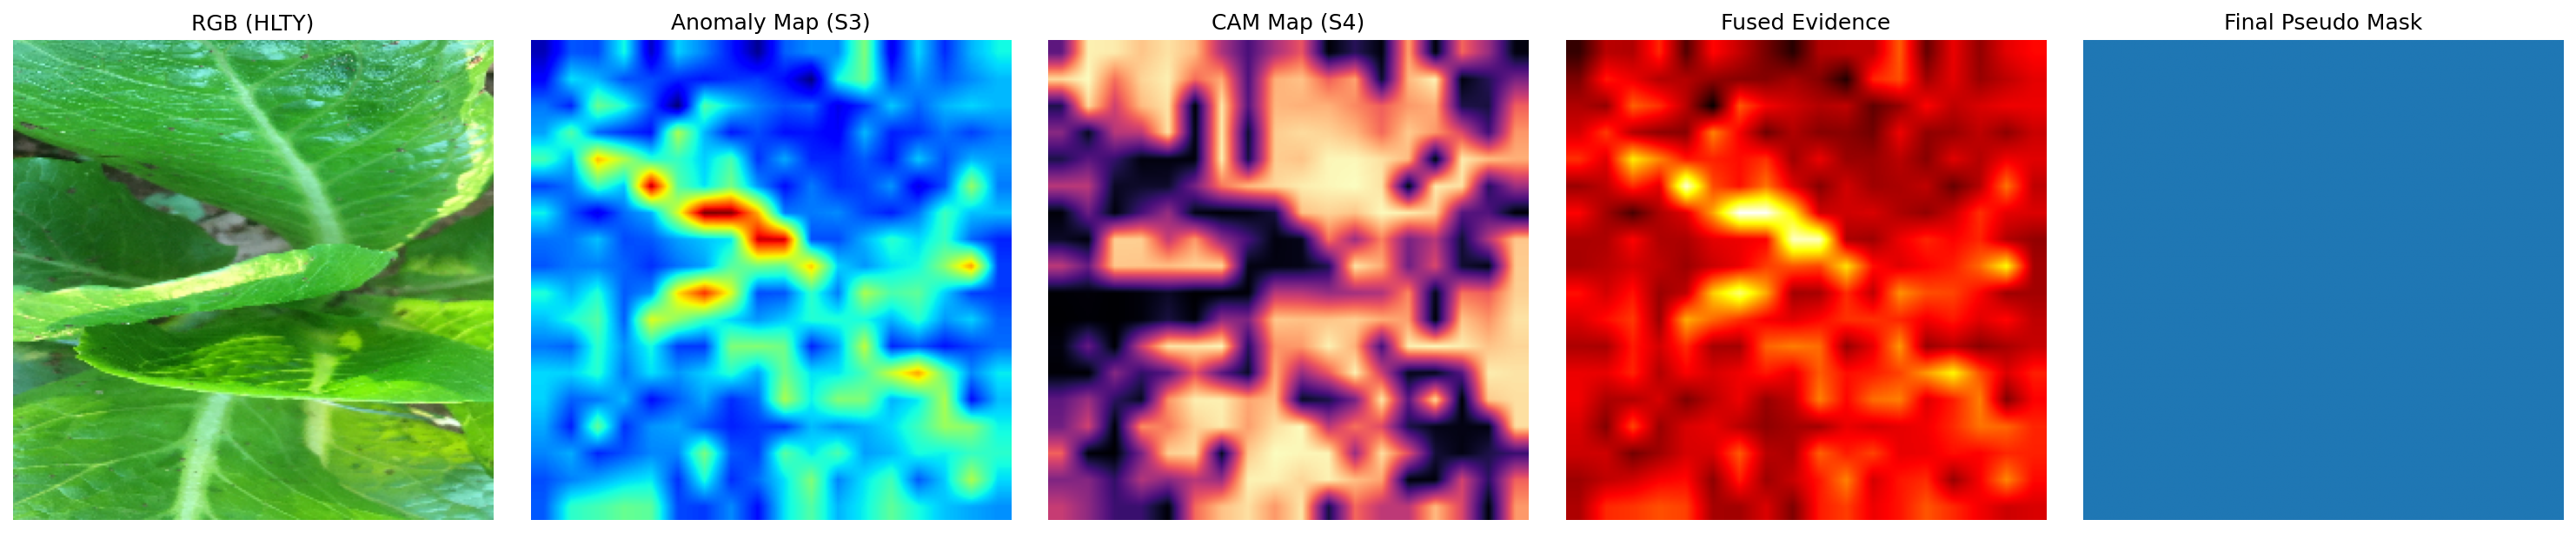 RGB (HLTY)
Anomaly Map (S3)
CAM Map (S4)
Fused Evidence
Final Pseudo Mask